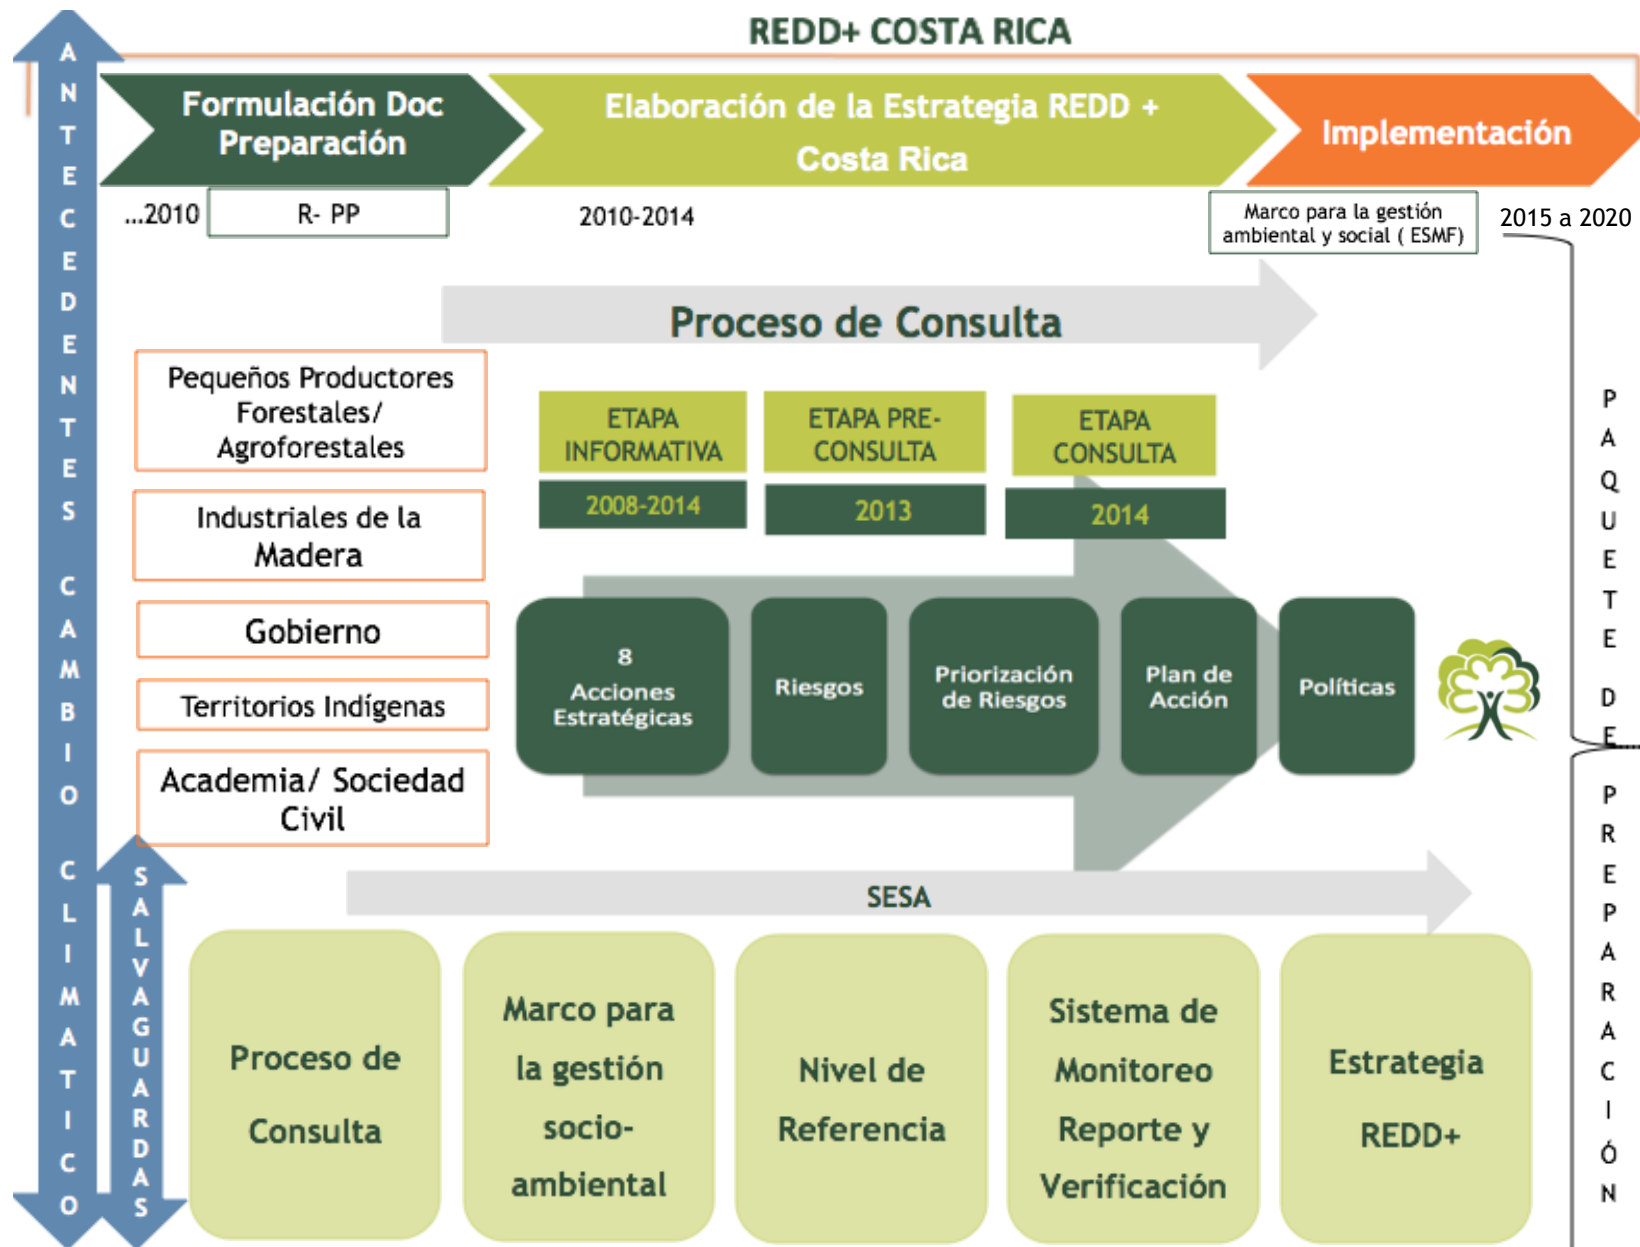 REDD+ COSTA RICA
Formulación Doc
Preparación
Elaboración de la Estrategia REDD +
Costa Rica
Implementación
...2010
R- PP
2010-2014
Marco para la gestión
ambiental y social ( ESMF)
2015 a 2020
ANTECEDENTES CAMBIO CLIMATICO
Proceso de Consulta
Pequeños Productores
Forestales/
Agroforestales
Industriales de la
Madera
Gobierno
Territorios Indígenas
Academia/ Sociedad
Civil
ETAPA
INFORMATIVA
2008-2014
ETAPA PRE-
CONSULTA
2013
ETAPA
CONSULTA
2014
8
Acciones
Estratégicas
Riesgos
Priorización
de Riesgos
Plan de
Acción
Políticas
PAQUETE DE PREPARACIÓN
SALVAGUARDAS
SESA
Proceso de
Consulta
Marco para
la gestión
socio-
ambiental
Nivel de
Referencia
Sistema de
Monitoreo
Reporte y
Verificación
Estrategia
REDD+